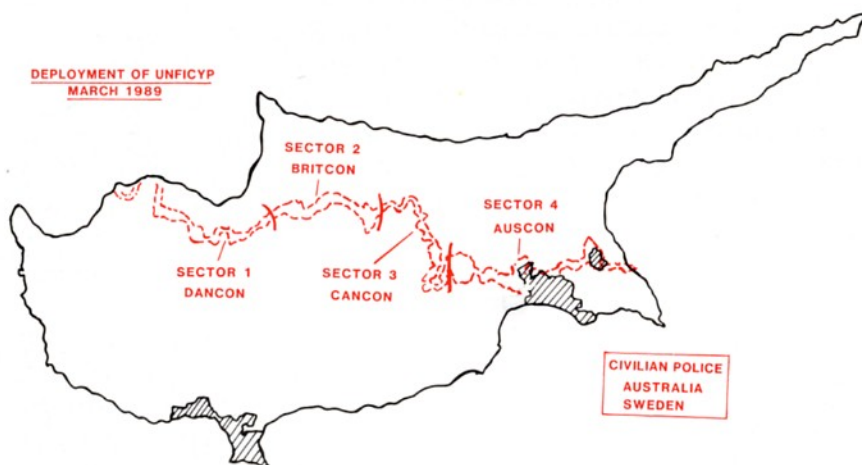 DEPLOYMENT OF UNFICYP
MARCH 1989
SECTOR 2
BRITCON
SECTOR 4
AUSCON
SECTOR 1
DANCON
SECTOR 3
CANCON
CIVILIAN POLICE
AUSTRALIA
SWEDEN